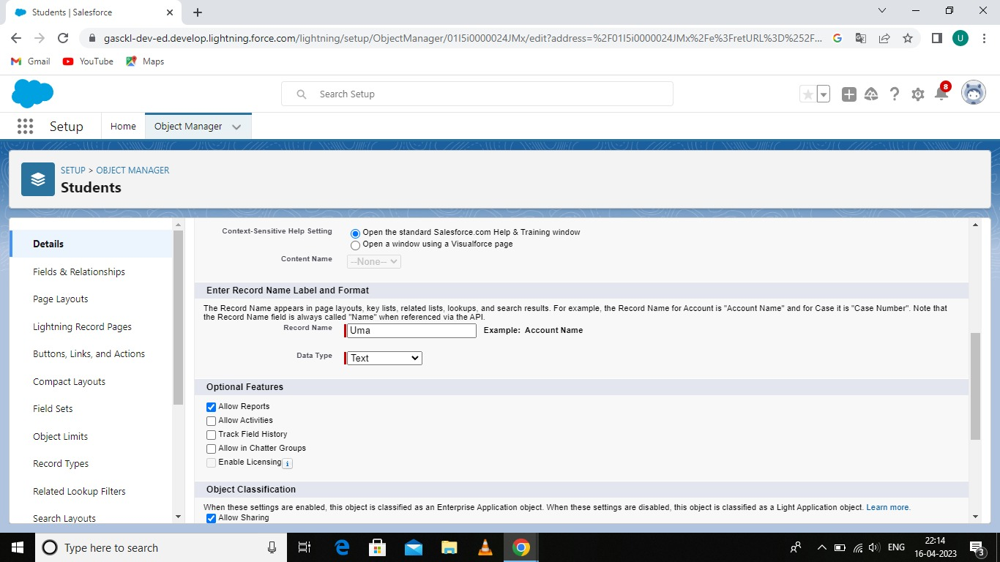 Students | Salesforce
gasckl-dev-ed.develop.lightning.force.com/lightning/setup/ObjectManager/01I5i0000024JMx/edit?address=%2F01I5i0000024JMx%2Fe%3FretURL%3D%252F...
U
Gmail
YouTube
Maps
Search Setup
8
Setup
Home
Object Manager
SETUP > OBJECT MANAGER
Students
Details
Fields & Relationships
Page Layouts
Lightning Record Pages
Buttons, Links, and Actions
Compact Layouts
Field Sets
Object Limits
Record Types
Related Lookup Filters
Search Layouts
Context-Sensitive Help Setting
Open the standard Salesforce.com Help & Training window
Open a window using a Visualforce page
Content Name
--None--
Enter Record Name Label and Format
The Record Name appears in page layouts, key lists, related lists, lookups, and search results. For example, the Record Name for Account is "Account Name" and for Case it is "Case Number". Note that
the Record Name field is always called "Name" when referenced via the API.
Record Name
Uma
Example: Account Name
Data Type
Text
Optional Features
Allow Reports
Allow Activities
Track Field History
Allow in Chatter Groups
Enable Licensing
i
Object Classification
When these settings are enabled, this object is classified as an Enterprise Application object. When these settings are disabled, this object is classified as a Light Application object. Learn more.
Allow Sharing
Type here to search
ENG
22:14
16-04-2023
3